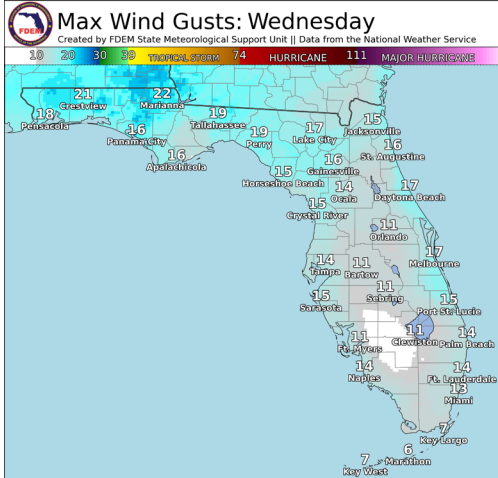 FDEM
Max Wind Gusts: Wednesday
Created by FDEM State Meteorological Support Unit || Data from the National Weather Service
10 20 30 39 TROPICAL STORM 74 HURRICANE 111 MAJOR HURRICANE
21
Crestview
22
Marianna
18
Pensacola
19
Tallahassee
16
Panama City
19
Perry
17
Lake City
15
Jacksonville
16
Apalachicola
16
St. Augustine
16
Gainesville
15
Horseshoe Beach
14
Ocala
17
Daytona Beach
15
Crystal River
11
Orlando
17
Melbourne
14
Tampa
11
Bartow
11
Sebring
15
Sarasota
15
Port St. Lucie
11
Ft. Myers
11
Clewiston
14
Palm Beach
14
Naples
14
Ft. Lauderdale
13
Miami
7
Key Largo
6
Marathon
7
Key West